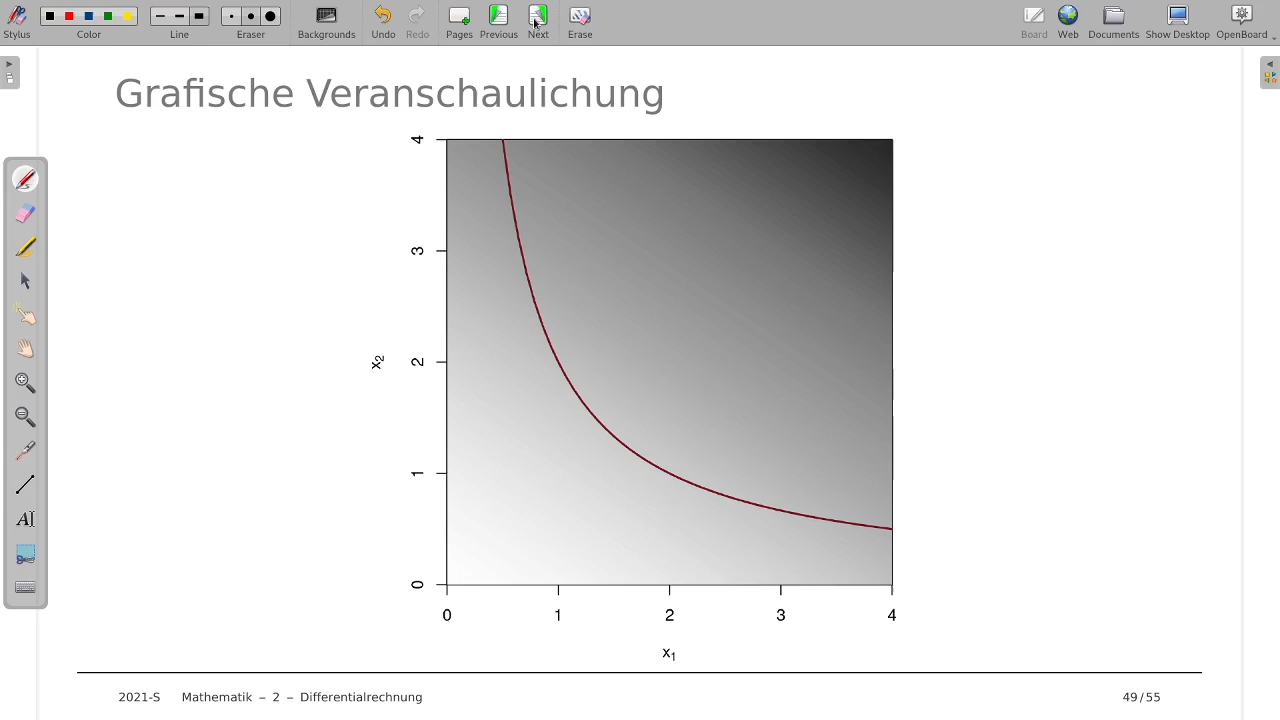 Stylus Color Line Eraser Backgrounds Undo Redo Pages Previous Next Erase Board Web Documents Show Desktop OpenBoard
Grafische Veranschaulichung
4
3
x2
2
1
0
0 1 2 3 4
x1
2021-S Mathematik – 2 – Differentialrechnung 49 / 55
AI